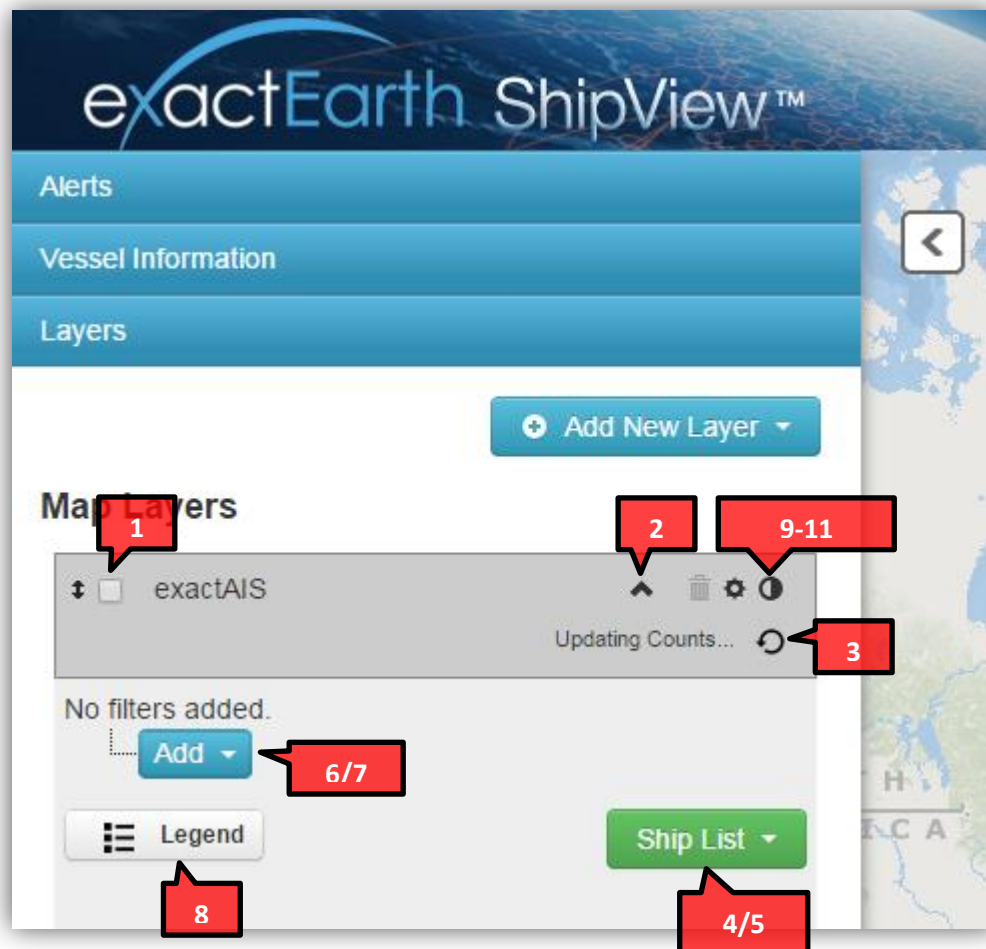 exactEarth ShipView™
Alerts
Vessel Information
Layers
Add New Layer
Map Layers
1
2
9-11
exactAIS
Updating Counts...
3
No filters added.
Add
6/7
H
Legend
Ship List
I C A
8
4/5